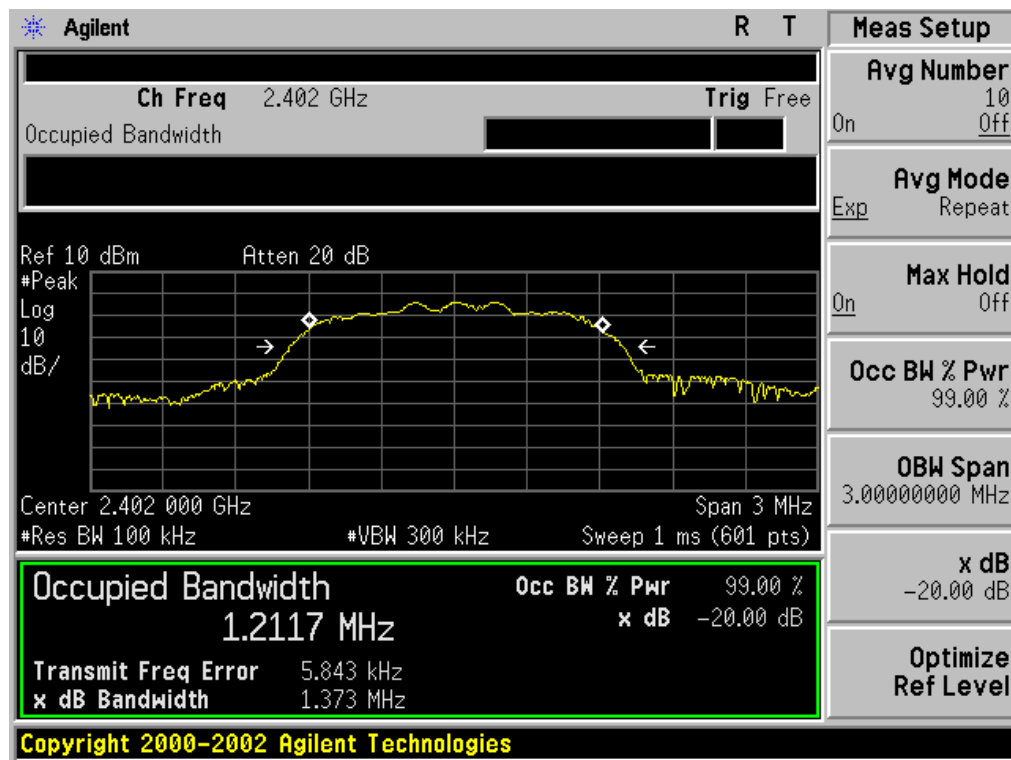 Agilent R T
Ch Freq 2.402 GHz Trig Free
Occupied Bandwidth
Ref 10 dBm Atten 20 dB
#Peak
Log
10
dB/
Center 2.402 000 GHz Span 3 MHz
#Res BW 100 kHz #VBW 300 kHz Sweep 1 ms (601 pts)
Occupied Bandwidth Occ BW % Pwr 99.00 %
1.2117 MHz x dB -20.00 dB
Transmit Freq Error 5.843 kHz
x dB Bandwidth 1.373 MHz
Copyright 2000-2002 Agilent Technologies
Meas Setup
Avg Number
10
On Off
Avg Mode
Exp Repeat
Max Hold
On Off
Occ BW % Pwr
99.00 %
OBW Span
3.00000000 MHz
x dB
-20.00 dB
Optimize
Ref Level